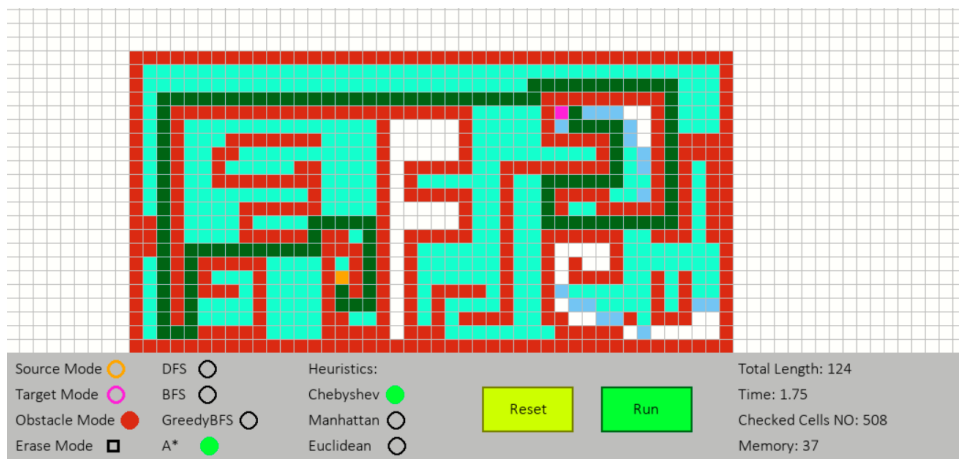 Source Mode DFS Heuristics: Total Length: 124
Target Mode BFS Chebyshev Reset Run Time: 1.75
Obstacle Mode GreedyBFS Manhattan Checked Cells NO: 508
Erase Mode A* Euclidean Memory: 37